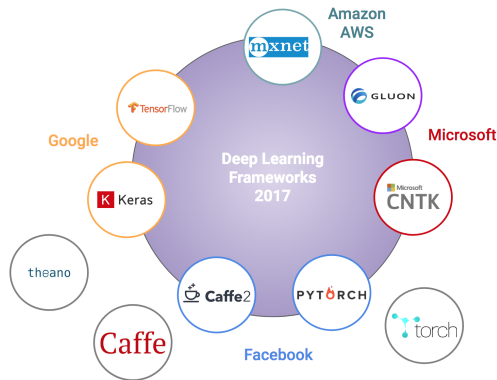 Amazon
AWS
mxnet
GLUON
TensorFlow
Google
Microsoft
Deep Learning
Frameworks
2017
Keras
Microsoft
CNTK
theano
Caffe2
PYTORCH
torch
Caffe
Facebook